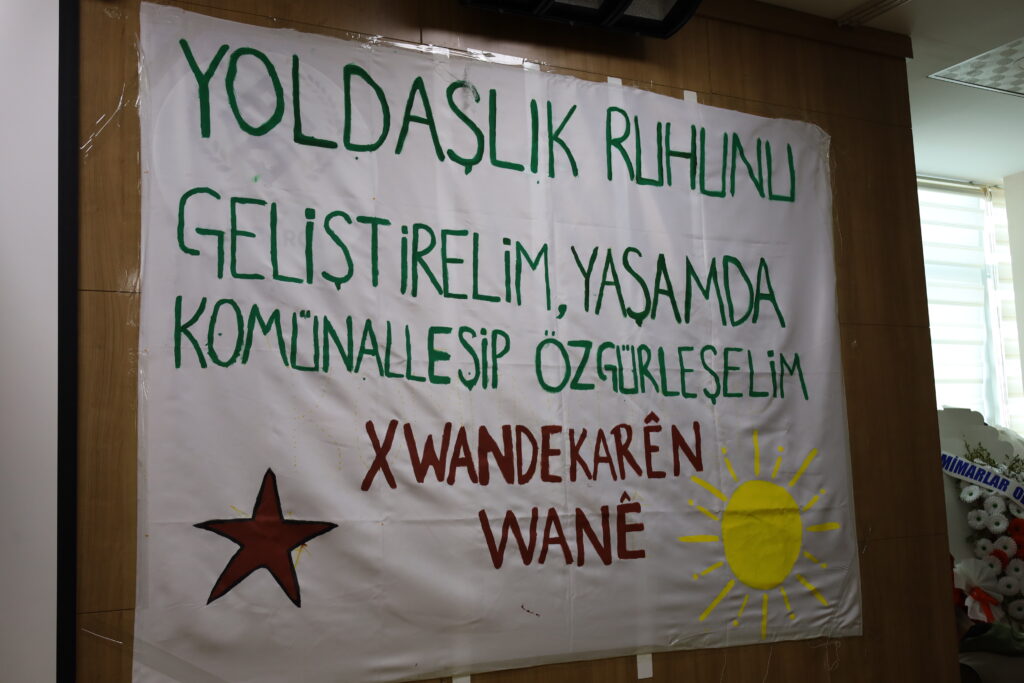 YOLDAŞLIK RUHUNU
GELİŞTİRELİM, YAŞAMDA
KOMÜNALLEŞİP ÖZGÜRLEŞELİM
XWANDEKARÊN
WANÊ
MİMARLAR